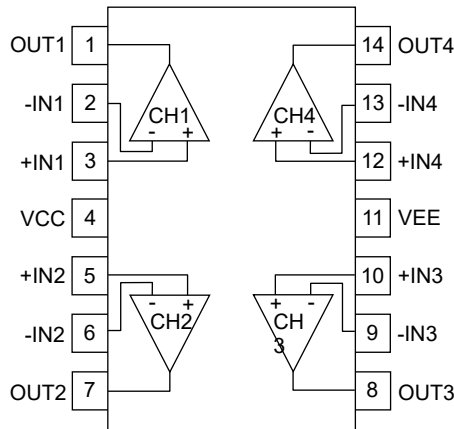 OUT1 1 14 OUT4
-IN1 2 CH1 CH4 13 -IN4
- + + -
+IN1 3 12 +IN4
VCC 4 11 VEE
+IN2 5 10 +IN3
- + + -
CH2 CH
3
-IN2 6 9 -IN3
OUT2 7 8 OUT3